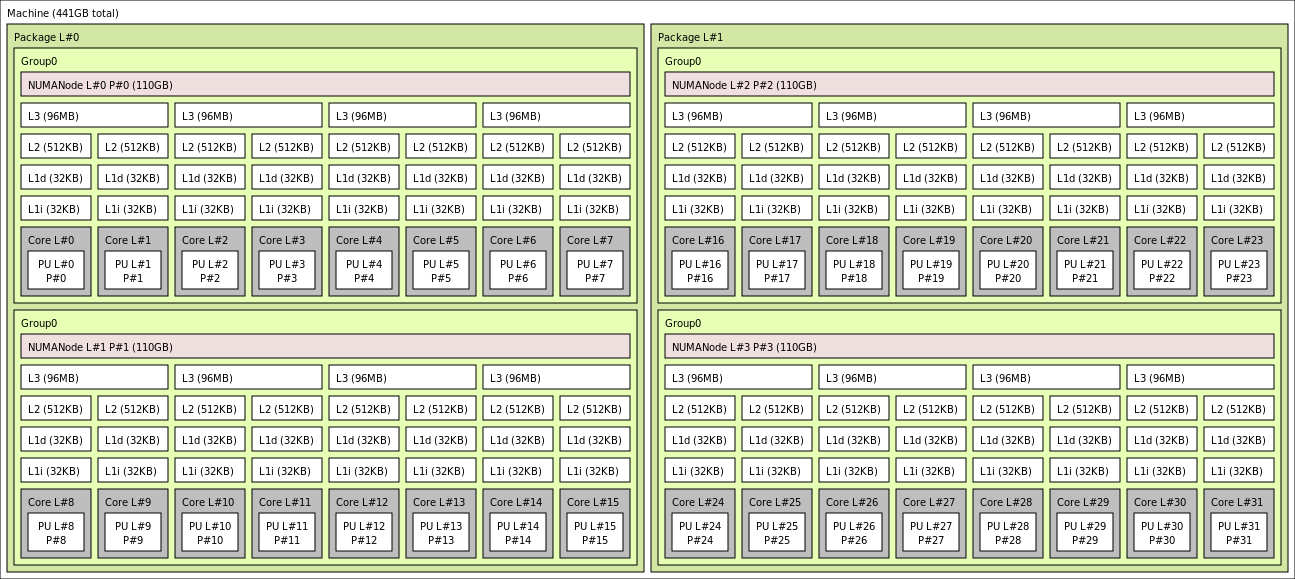 Machine (441GB total)
Package L#0
Group0
NUMANode L#0 P#0 (110GB)
L3 (96MB) L3 (96MB) L3 (96MB) L3 (96MB)
L2 (512KB) L2 (512KB) L2 (512KB) L2 (512KB) L2 (512KB) L2 (512KB) L2 (512KB) L2 (512KB)
L1d (32KB) L1d (32KB) L1d (32KB) L1d (32KB) L1d (32KB) L1d (32KB) L1d (32KB) L1d (32KB)
L1i (32KB) L1i (32KB) L1i (32KB) L1i (32KB) L1i (32KB) L1i (32KB) L1i (32KB) L1i (32KB)
Core L#0 Core L#1 Core L#2 Core L#3 Core L#4 Core L#5 Core L#6 Core L#7
PU L#0 PU L#1 PU L#2 PU L#3 PU L#4 PU L#5 PU L#6 PU L#7
P#0 P#1 P#2 P#3 P#4 P#5 P#6 P#7
Group0
NUMANode L#1 P#1 (110GB)
L3 (96MB) L3 (96MB) L3 (96MB) L3 (96MB)
L2 (512KB) L2 (512KB) L2 (512KB) L2 (512KB) L2 (512KB) L2 (512KB) L2 (512KB) L2 (512KB)
L1d (32KB) L1d (32KB) L1d (32KB) L1d (32KB) L1d (32KB) L1d (32KB) L1d (32KB) L1d (32KB)
L1i (32KB) L1i (32KB) L1i (32KB) L1i (32KB) L1i (32KB) L1i (32KB) L1i (32KB) L1i (32KB)
Core L#8 Core L#9 Core L#10 Core L#11 Core L#12 Core L#13 Core L#14 Core L#15
PU L#8 PU L#9 PU L#10 PU L#11 PU L#12 PU L#13 PU L#14 PU L#15
P#8 P#9 P#10 P#11 P#12 P#13 P#14 P#15
Package L#1
Group0
NUMANode L#2 P#2 (110GB)
L3 (96MB) L3 (96MB) L3 (96MB) L3 (96MB)
L2 (512KB) L2 (512KB) L2 (512KB) L2 (512KB) L2 (512KB) L2 (512KB) L2 (512KB) L2 (512KB)
L1d (32KB) L1d (32KB) L1d (32KB) L1d (32KB) L1d (32KB) L1d (32KB) L1d (32KB) L1d (32KB)
L1i (32KB) L1i (32KB) L1i (32KB) L1i (32KB) L1i (32KB) L1i (32KB) L1i (32KB) L1i (32KB)
Core L#16 Core L#17 Core L#18 Core L#19 Core L#20 Core L#21 Core L#22 Core L#23
PU L#16 PU L#17 PU L#18 PU L#19 PU L#20 PU L#21 PU L#22 PU L#23
P#16 P#17 P#18 P#19 P#20 P#21 P#22 P#23
Group0
NUMANode L#3 P#3 (110GB)
L3 (96MB) L3 (96MB) L3 (96MB) L3 (96MB)
L2 (512KB) L2 (512KB) L2 (512KB) L2 (512KB) L2 (512KB) L2 (512KB) L2 (512KB) L2 (512KB)
L1d (32KB) L1d (32KB) L1d (32KB) L1d (32KB) L1d (32KB) L1d (32KB) L1d (32KB) L1d (32KB)
L1i (32KB) L1i (32KB) L1i (32KB) L1i (32KB) L1i (32KB) L1i (32KB) L1i (32KB) L1i (32KB)
Core L#24 Core L#25 Core L#26 Core L#27 Core L#28 Core L#29 Core L#30 Core L#31
PU L#24 PU L#25 PU L#26 PU L#27 PU L#28 PU L#29 PU L#30 PU L#31
P#24 P#25 P#26 P#27 P#28 P#29 P#30 P#31